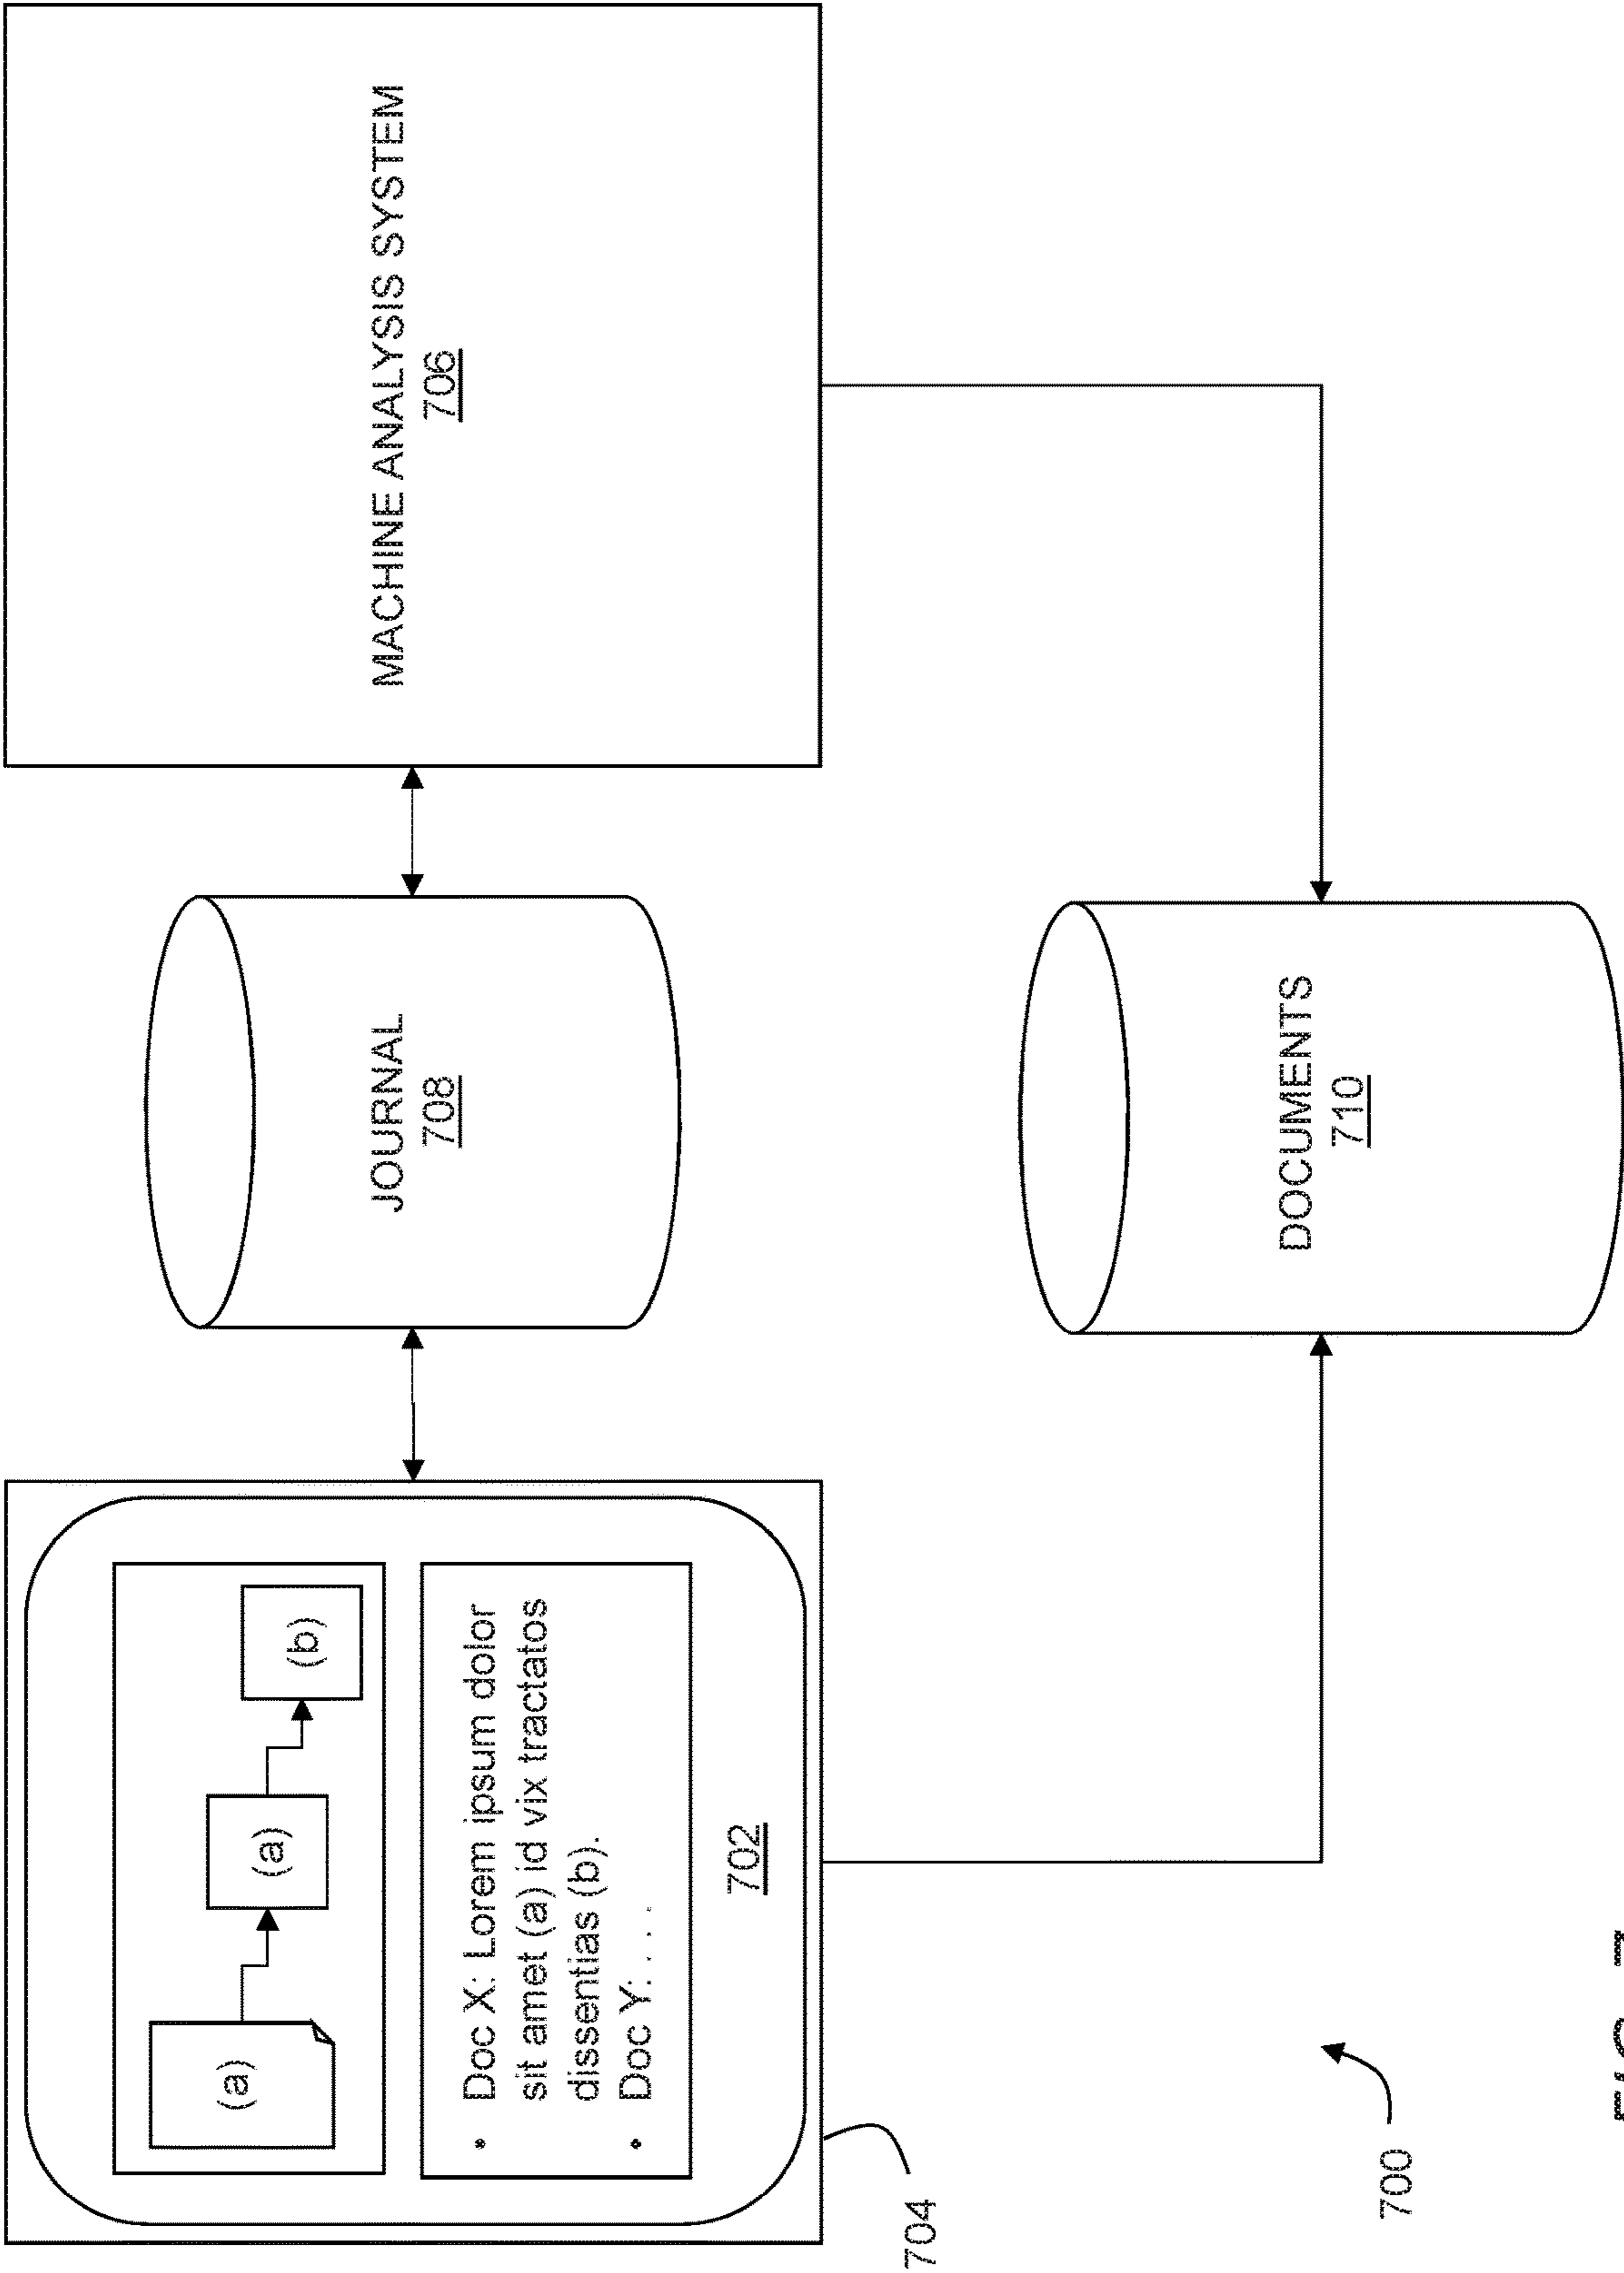 (a)
(a)
(b)
• Doc X: Lorem ipsum dolor
sit amet (a) id vix tractatos
dissentias (b).
• Doc Y: . . .
702
704
JOURNAL
708
MACHINE ANALYSIS SYSTEM
706
DOCUMENTS
710
700